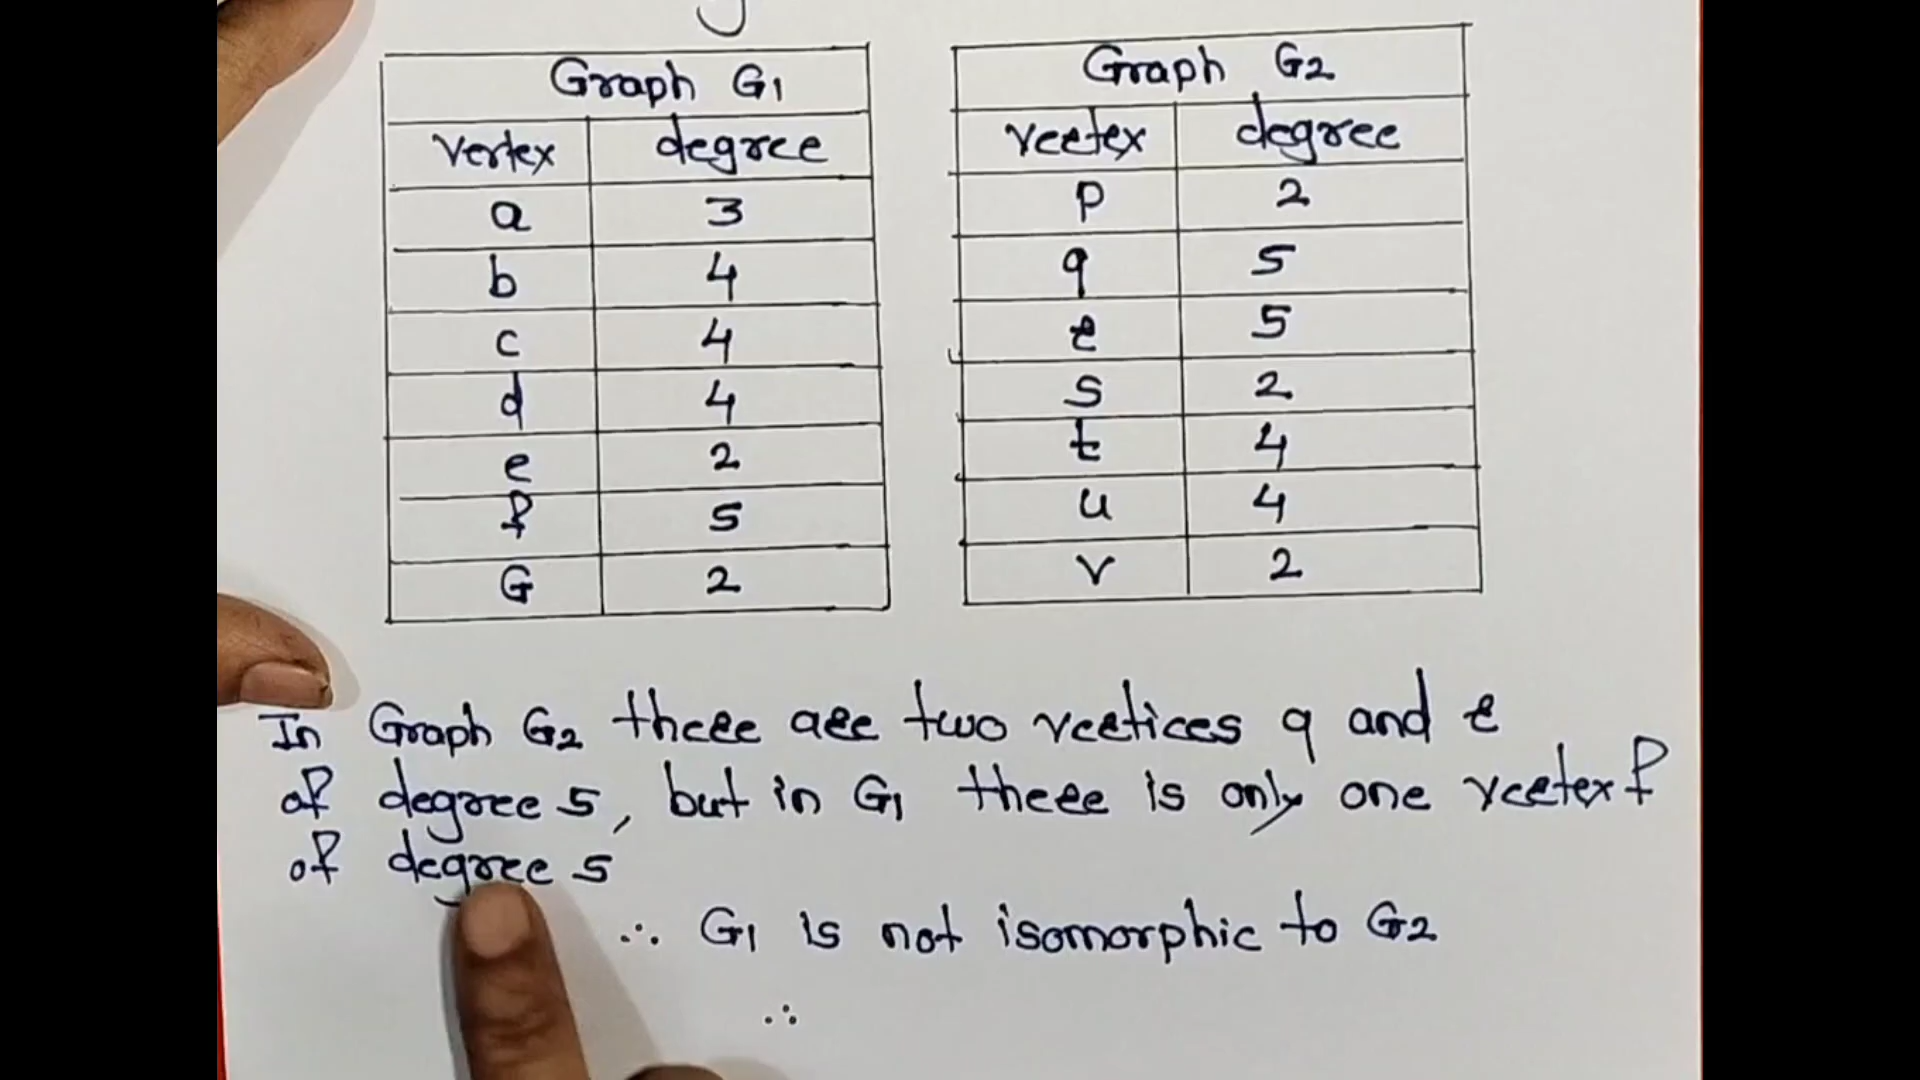 Graph G1
vertex degree
a 3
b 4
c 4
d 4
e 2
f 5
G 2
Graph G2
vertex degree
p 2
q 5
r 5
s 2
t 4
u 4
v 2
In Graph G2 there are two vertices q and r
of degree 5, but in G1 there is only one vertex f
of degree 5
∴ G1 is not isomorphic to G2
∴